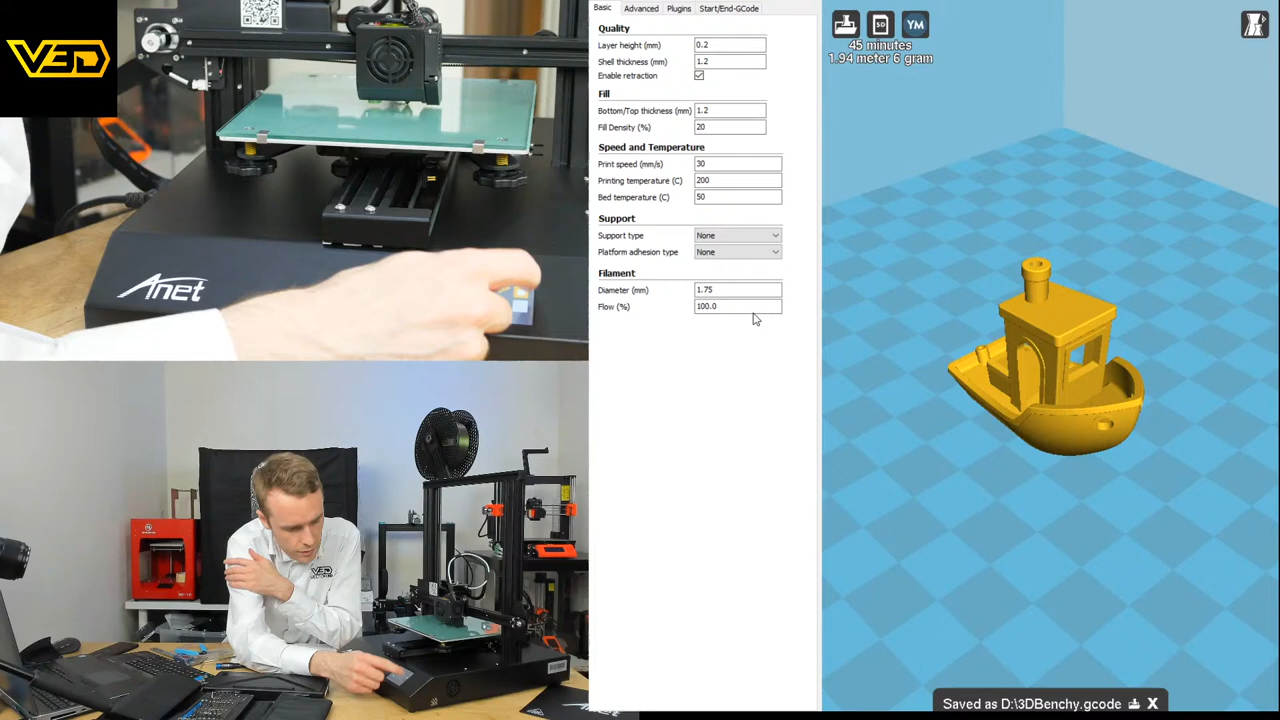 V3D
Anet
Basic
Advanced
Plugins
Start/End-GCode
Quality
Layer height (mm) 0.2
Shell thickness (mm) 1.2
Enable retraction
Fill
Bottom/Top thickness (mm) 1.2
Fill Density (%) 20
Speed and Temperature
Print speed (mm/s) 30
Printing temperature (C) 200
Bed temperature (C) 50
Support
Support type None
Platform adhesion type None
Filament
Diameter (mm) 1.75
Flow (%) 100.0
SD
YM
45 minutes
1.94 meter 6 gram
V3D
Saved as D:\3DBenchy.gcode X